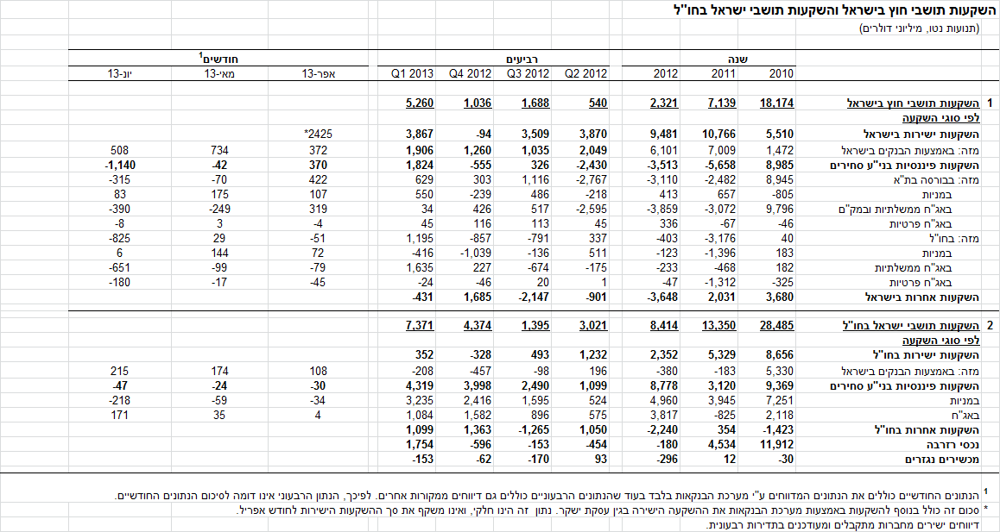 השקעות תושבי חוץ בישראל והשקעות תושבי ישראל בחו"ל
(תנועות נטו, מיליוני דולרים)
שנה רביעים חודשים1
2010 2011 2012 Q2 2012 Q3 2012 Q4 2012 Q1 2013 אפר-13 מאי-13 יונ-13
1 השקעות תושבי חוץ בישראל 18,174 7,139 2,321 540 1,688 1,036 5,260
לפי סוגי השקעה
השקעות ישירות בישראל 5,510 10,766 9,481 3,870 3,509 -94 3,867 *2425
מזה: באמצעות הבנקים בישראל 1,472 7,009 6,101 2,049 1,035 1,260 1,906 372 734 508
השקעות פיננסיות בני"ע סחירים 8,985 -5,658 -3,513 -2,430 326 -555 1,824 370 -42 -1,140
מזה: בבורסה בת"א 8,945 -2,482 -3,110 -2,767 1,116 303 629 422 -70 -315
במניות -805 657 413 -218 486 -239 550 107 175 83
באג"ח ממשלתיות ובמק"ם 9,796 -3,072 -3,859 -2,595 517 426 34 319 -249 -390
באג"ח פרטיות -46 -67 336 45 113 116 45 -4 3 -8
מזה: בחו"ל 40 -3,176 -403 337 -791 -857 1,195 -51 29 -825
במניות 183 -1,396 -123 511 -136 -1,039 -416 72 144 6
באג"ח ממשלתיות 182 -468 -233 -175 -674 227 1,635 -79 -99 -651
באג"ח פרטיות -325 -1,312 -47 1 20 -46 -24 -45 -17 -180
השקעות אחרות בישראל 3,680 2,031 -3,648 -901 -2,147 1,685 -431
2 השקעות תושבי ישראל בחו"ל 28,485 13,350 8,414 3,021 1,395 4,374 7,371
לפי סוגי השקעה
השקעות ישירות בחו"ל 8,656 5,329 2,352 1,232 493 -328 352
מזה: באמצעות הבנקים בישראל 5,330 -183 -380 196 -98 -457 -208 108 174 215
השקעות פיננסיות בני"ע סחירים 9,369 3,120 8,778 1,099 2,490 3,998 4,319 -30 -24 -47
במניות 7,251 3,945 4,960 524 1,595 2,416 3,235 -34 -59 -218
באג"ח 2,118 -825 3,817 575 896 1,582 1,084 4 35 171
השקעות אחרות בחו"ל -1,423 354 -2,240 1,050 -1,265 1,363 1,099
נכסי רזרבה 11,912 4,534 -180 -454 -153 -596 1,754
מכשירים נגזרים -30 12 -296 93 -170 -62 -153
1 הנתונים החודשיים כוללים את הנתונים המדווחים ע"י מערכת הבנקאות בלבד בעוד שהנתונים הרבעוניים כוללים גם דיווחים ממקורות אחרים. לפיכך, הנתון הרבעוני אינו דומה לסיכום הנתונים החודשיים.
* סכום זה כולל בנוסף להשקעות באמצעות מערכת הבנקאות את ההשקעה הישירה בגין עסקת ישקר. נתון זה הינו חלקי, ואינו משקף את סך ההשקעות הישירות לחודש אפריל.
דיווחים ישירים מחברות מתקבלים ומעודכנים בתדירות רבעונית.